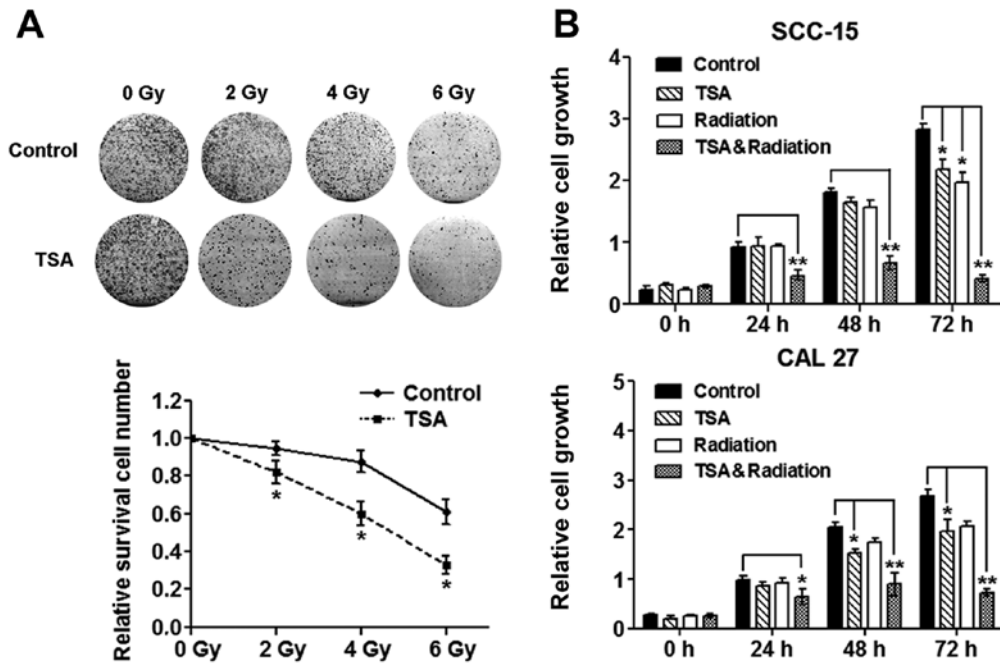 A
0 Gy 2 Gy 4 Gy 6 Gy
Control
TSA
Relative survival cell number
Control
TSA
1.2
1.0
0.8
0.6
0.4
0.2
0.0
*
*
*
0 Gy 2 Gy 4 Gy 6 Gy
B
SCC-15
Relative cell growth
Control
TSA
Radiation
TSA&Radiation
4
3
2
1
0
**
**
* * **
0 h 24 h 48 h 72 h
CAL 27
Relative cell growth
Control
TSA
Radiation
TSA&Radiation
5
4
3
2
1
0
*
* **
* **
0 h 24 h 48 h 72 h